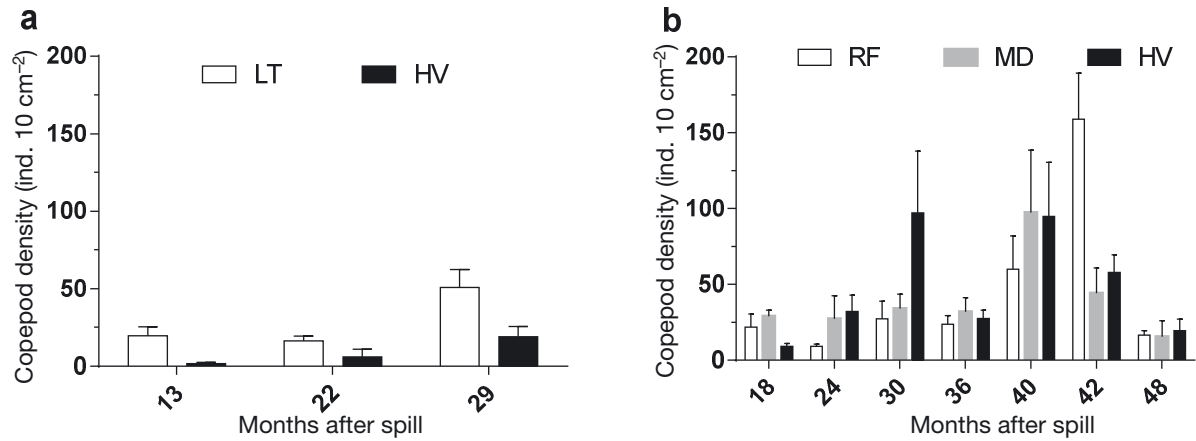 a
Copepod density (ind. 10 cm⁻²)
200
150
100
50
0
LT
HV
13
22
29
Months after spill
b
Copepod density (ind. 10 cm⁻²)
200
150
100
50
0
RF
MD
HV
18
24
30
36
40
42
48
Months after spill